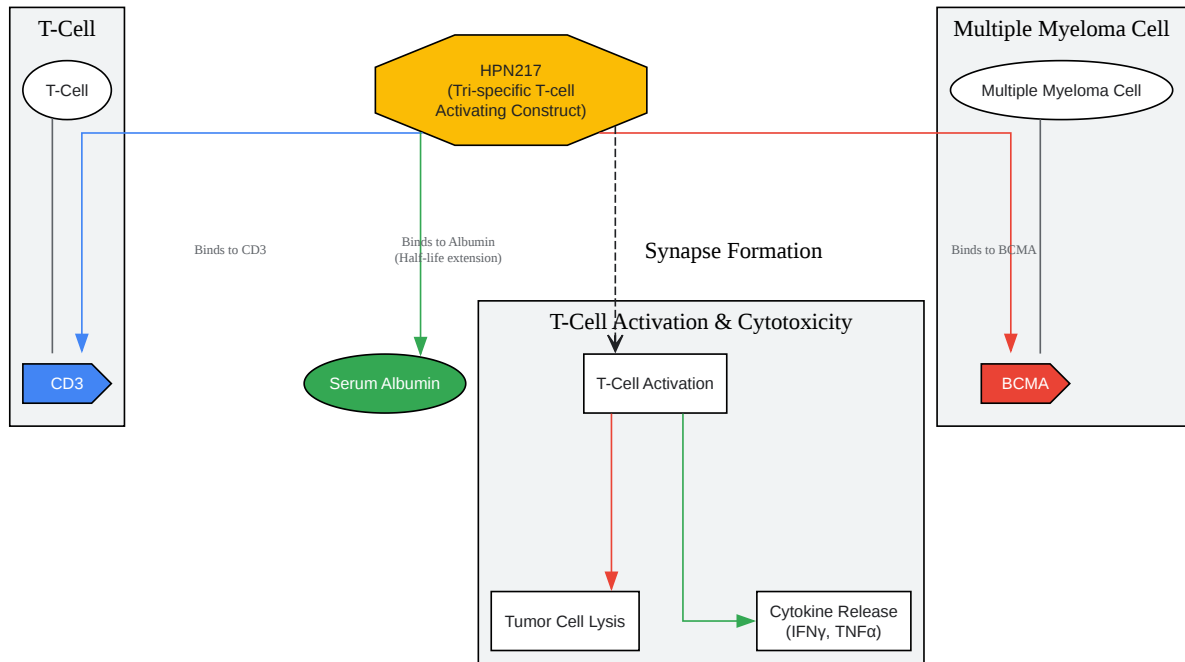 T-Cell
Multiple Myeloma Cell
HPN217
(Tri-specific T-cell
Activating Construct)
T-Cell
Multiple Myeloma Cell
Binds to CD3
Binds to Albumin
(Half-life extension)
Synapse Formation
Binds to BCMA
T-Cell Activation & Cytotoxicity
CD3
Serum Albumin
T-Cell Activation
BCMA
Tumor Cell Lysis
Cytokine Release
(IFNγ, TNFα)